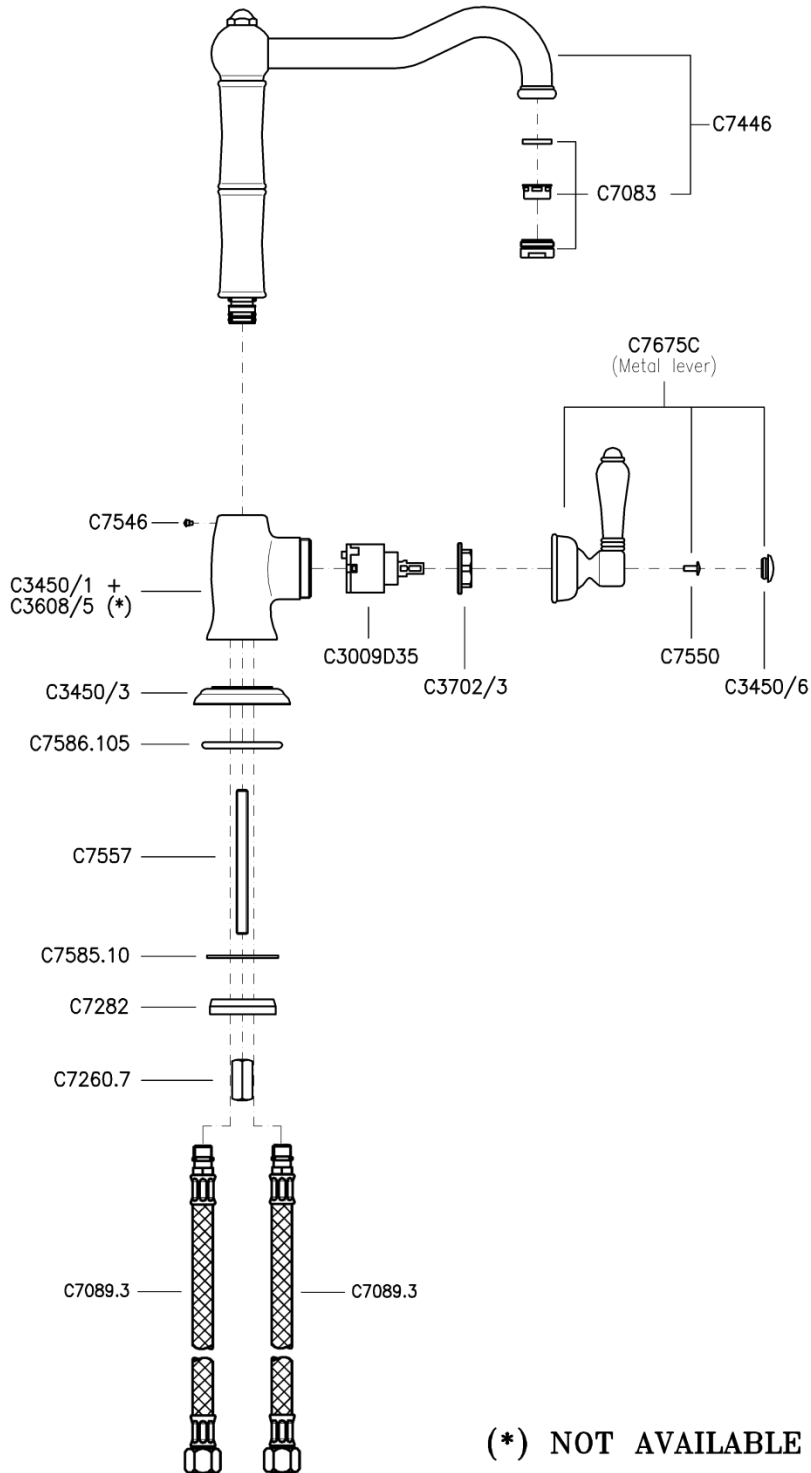 C7446
C7083
C7675C
(Metal lever)
C7546
C3450/1 +
C3608/5 (*)
C3009D35
C3702/3
C7550
C3450/6
C3450/3
C7586.105
C7557
C7585.10
C7282
C7260.7
C7089.3
C7089.3
(*) NOT AVAILABLE